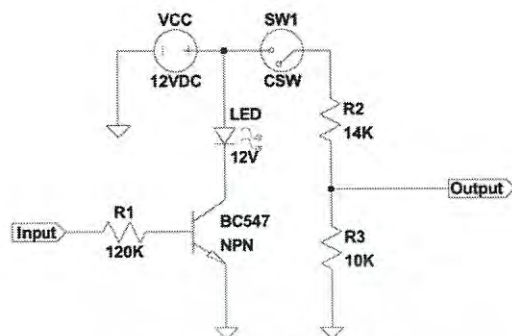 VCC
12VDC
SW1
CSW
LED
12V
R2
14K
Output
R1
120K
Input
BC547
NPN
R3
10K